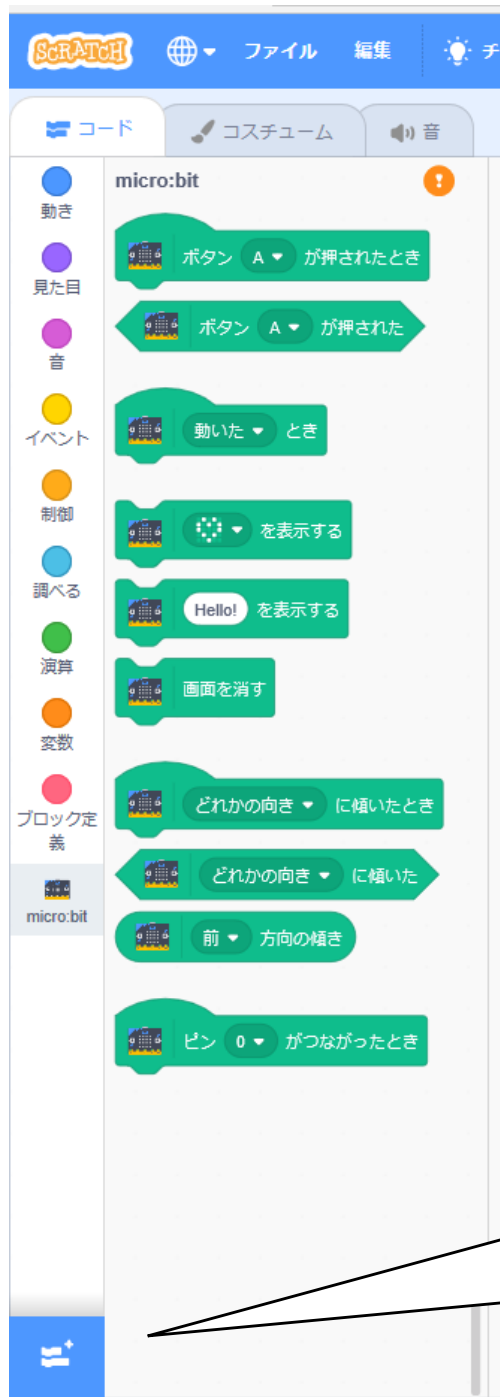 SCRATCH
ファイル
編集
チ
コード
コスチューム
音
動き
見た目
音
イベント
制御
調べる
演算
変数
ブロック定
義
micro:bit
micro:bit
ボタン A が押されたとき
ボタン A が押された
動いた とき
を表示する
Hello! を表示する
画面を消す
どれかの向き に傾いたとき
どれかの向き に傾いた
前 方向の傾き
ピン 0 がつながったとき